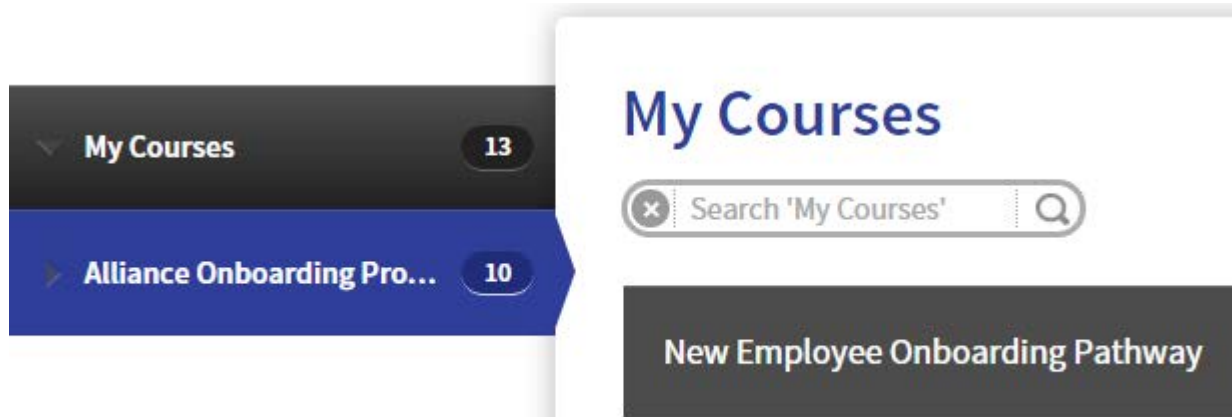 My Courses 13
Alliance Onboarding Pro... 10
My Courses
Search 'My Courses'
New Employee Onboarding Pathway